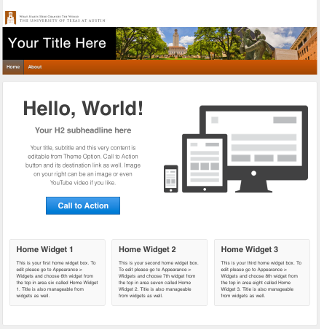 WHAT STARTS HERE CHANGES THE WORLD
THE UNIVERSITY OF TEXAS AT AUSTIN
Your Title Here
Home About
Hello, World!
Your H2 subheadline here
Your title, subtitle and this very content is
editable from Theme Option. Call to Action
button and its destination link as well. Image
on your right can be an image or even
YouTube video if you like.
Call to Action
Home Widget 1
This is your first home widget box. To
edit please go to Appearance >
Widgets and choose 6th widget from
the top in area six called Home Widget
1. Title is also manageable from
widgets as well.
Home Widget 2
This is your second home widget box.
To edit please go to Appearance >
Widgets and choose 7th widget from
the top in area seven called Home
Widget 2. Title is also manageable
from widgets as well.
Home Widget 3
This is your third home widget box. To
edit please go to Appearance >
Widgets and choose 8th widget from
the top in area eight called Home
Widget 3. Title is also manageable
from widgets as well.